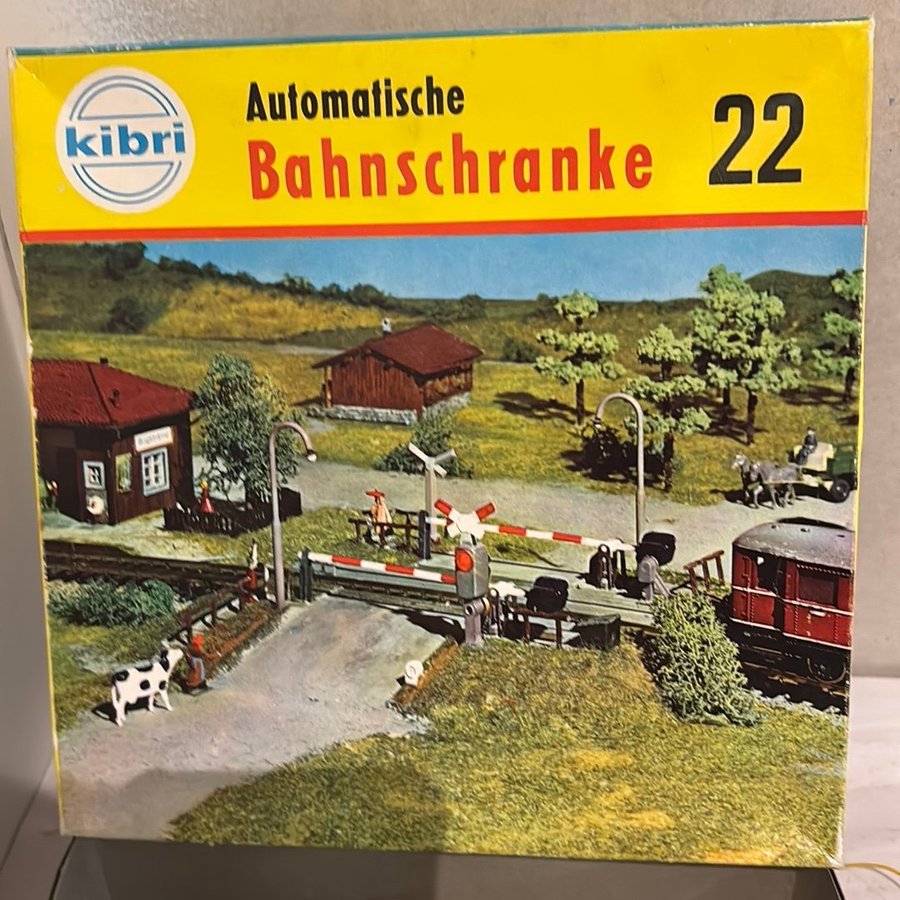 kibri
Automatische
Bahnschranke
22